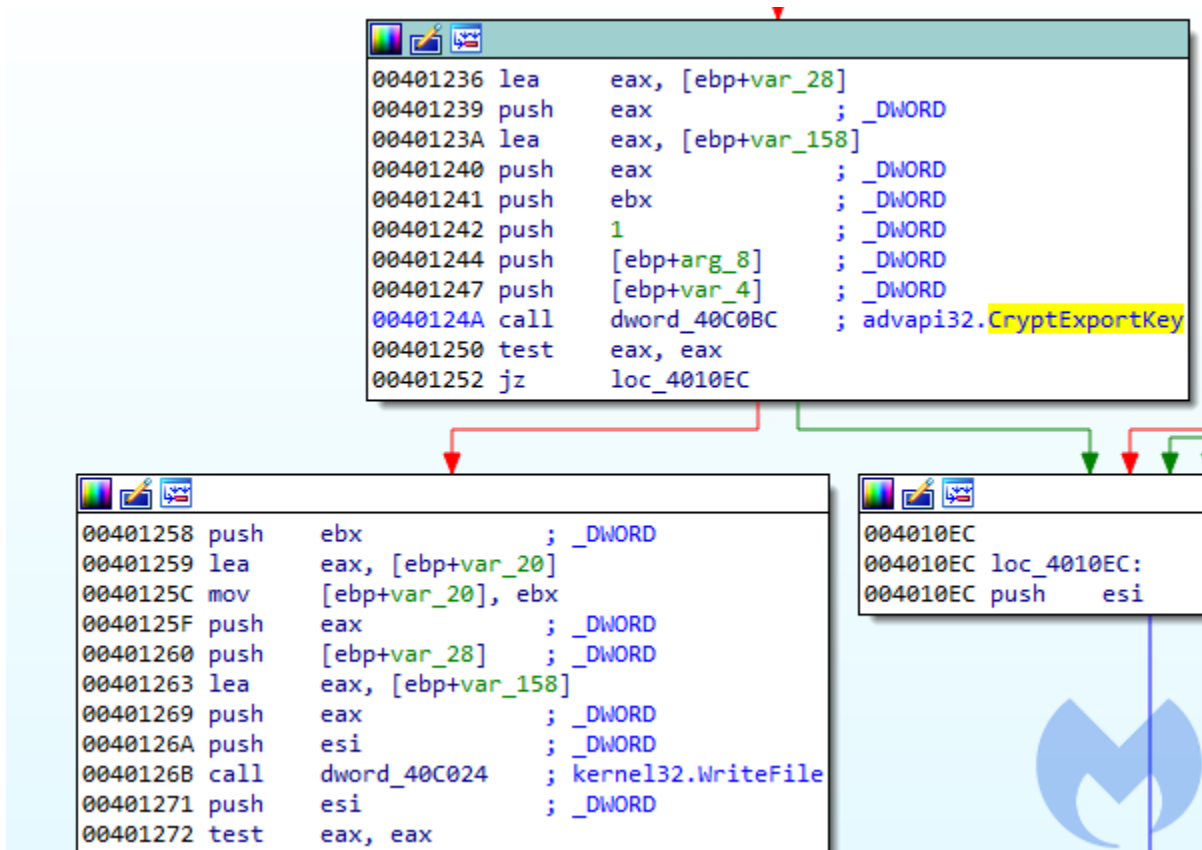 00401236 lea eax, [ebp+var_28]
00401239 push eax ; _DWORD
0040123A lea eax, [ebp+var_158]
00401240 push eax ; _DWORD
00401241 push ebx ; _DWORD
00401242 push 1 ; _DWORD
00401244 push [ebp+arg_8] ; _DWORD
00401247 push [ebp+var_4] ; _DWORD
0040124A call dword_40C0BC ; advapi32.CryptExportKey
00401250 test eax, eax
00401252 jz loc_4010EC
00401258 push ebx ; _DWORD
00401259 lea eax, [ebp+var_20]
0040125C mov [ebp+var_20], ebx
0040125F push eax ; _DWORD
00401260 push [ebp+var_28] ; _DWORD
00401263 lea eax, [ebp+var_158]
00401269 push eax ; _DWORD
0040126A push esi ; _DWORD
0040126B call dword_40C024 ; kernel32.WriteFile
00401271 push esi ; _DWORD
00401272 test eax, eax
004010EC
004010EC loc_4010EC:
004010EC push esi